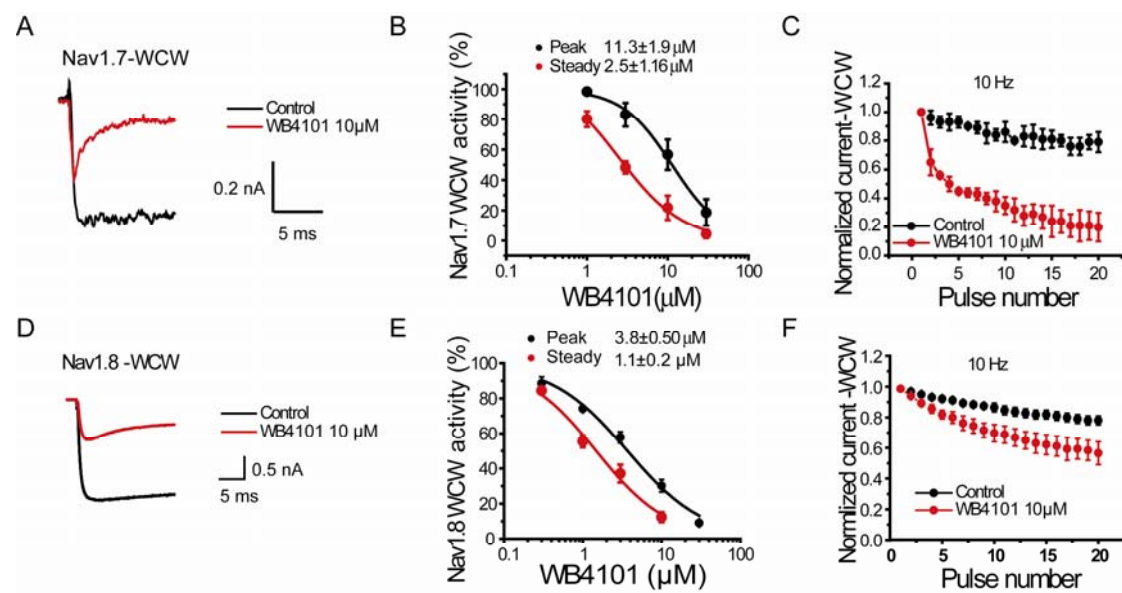 A
Nav1.7-WCW
Control
WB4101 10µM
0.2 nA
5 ms
B
Peak 11.3±1.9µM
Steady 2.5±1.16µM
Nav1.7 WCW activity (%)
100
80
60
40
20
0
0.1 1 10 100
WB4101(µM)
C
10 Hz
Normalized current-WCW
1.2
1.0
0.8
0.6
0.4
0.2
0.0
Control
WB4101 10 µM
0 5 10 15 20
Pulse number
D
Nav1.8 -WCW
Control
WB4101 10 µM
0.5 nA
5 ms
E
Peak 3.8±0.50µM
Steady 1.1±0.2 µM
Nav1.8 WCW activity (%)
100
80
60
40
20
0
0.1 1 10 100
WB4101 (µM)
F
10 Hz
Normlized current -WCW
1.2
1.0
0.8
0.6
0.4
0.2
0.0
Control
WB4101 10µM
0 5 10 15 20
Pulse number